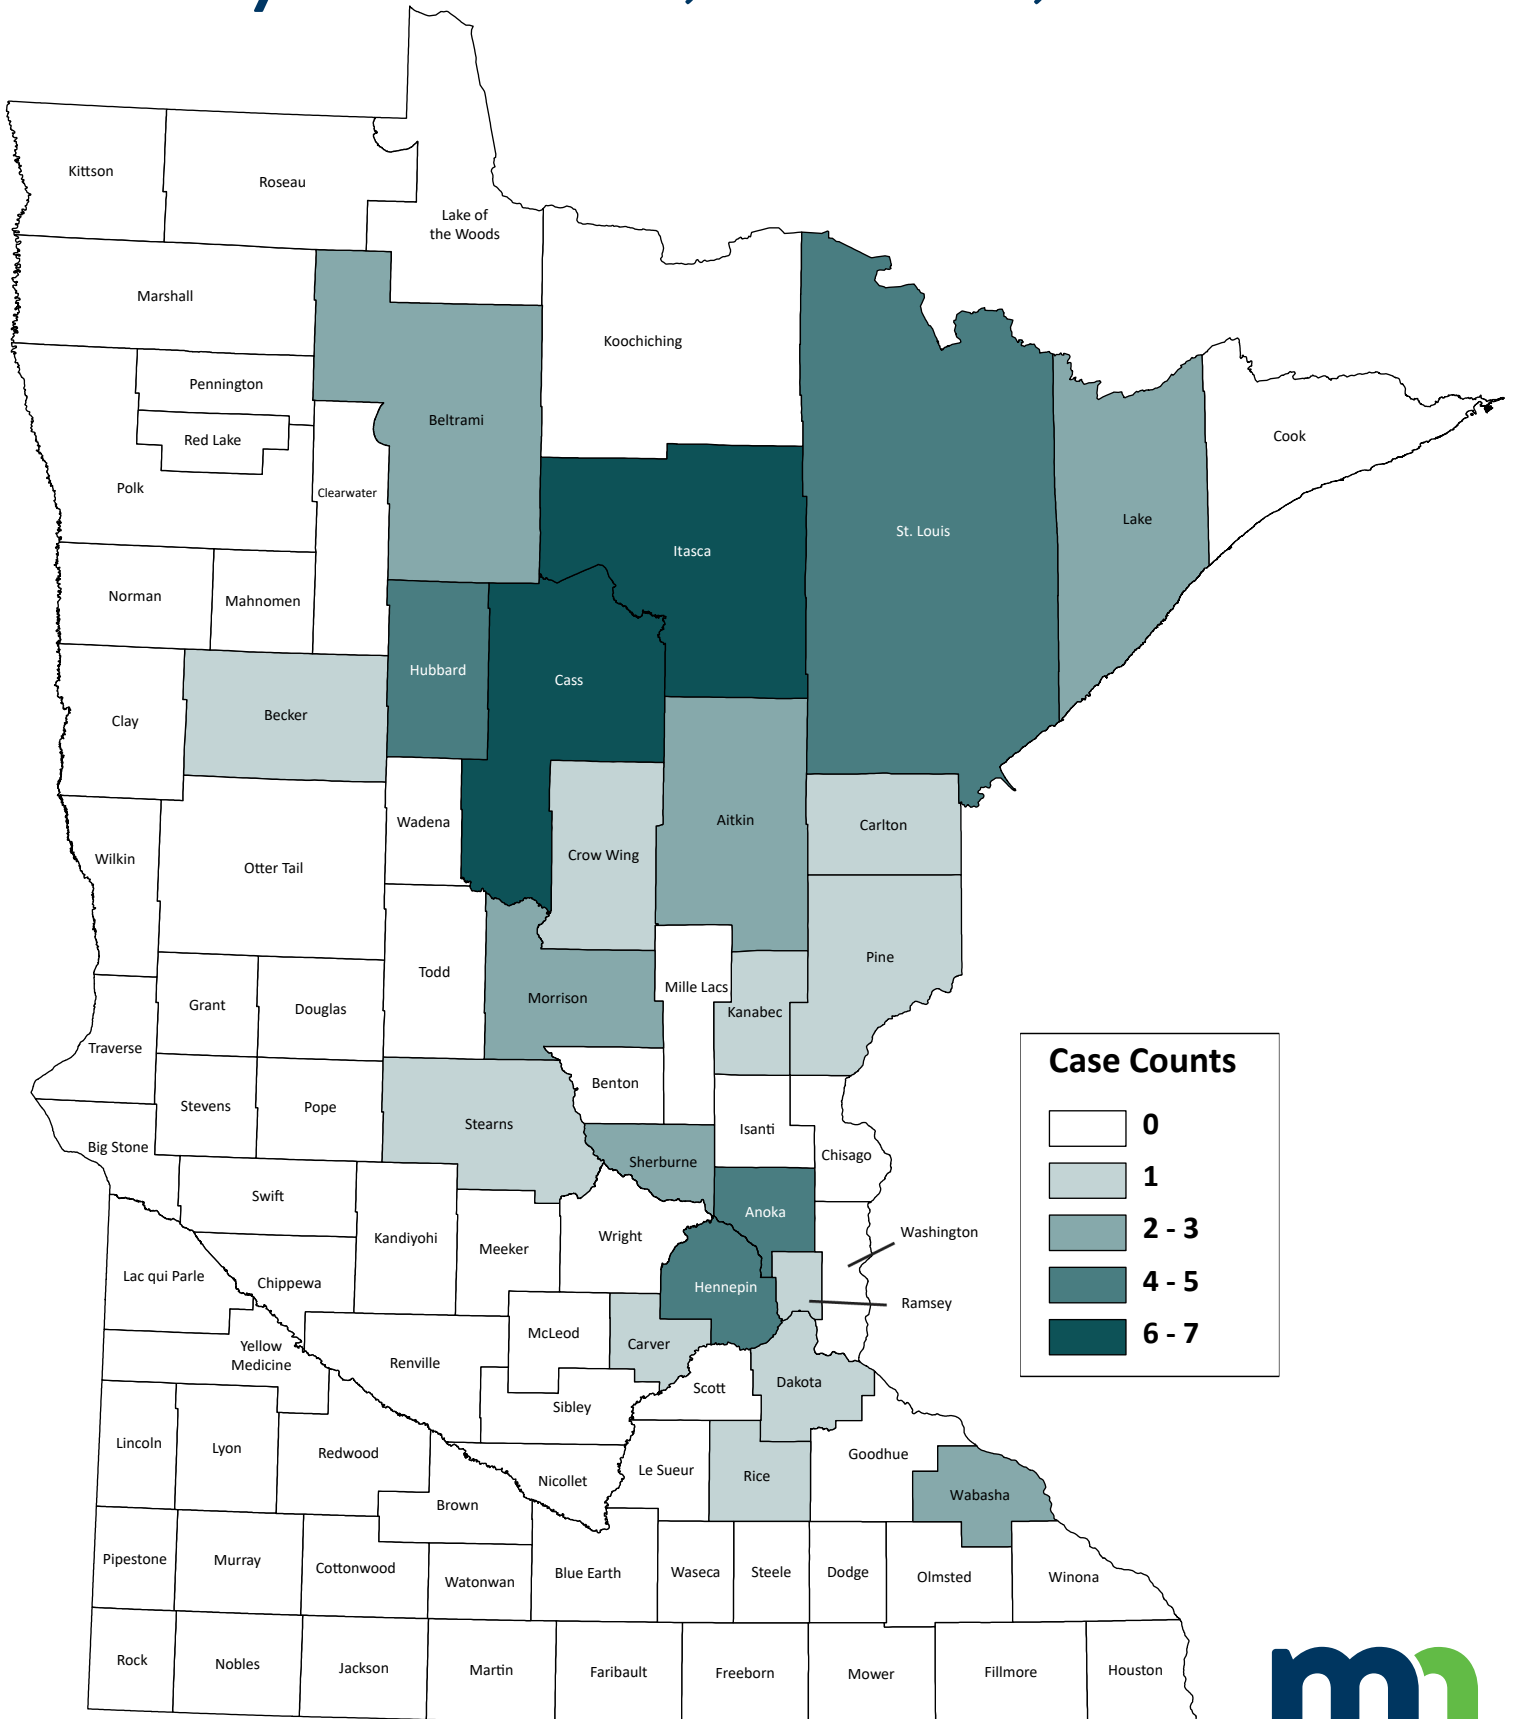 Kittson
Roseau
Lake of
the Woods
Marshall
Koochiching
Pennington
Beltrami
Red Lake
Cook
Polk
Clearwater
Lake
St. Louis
Itasca
Norman
Mahnomen
Hubbard
Cass
Becker
Clay
Wadena
Aitkin
Carlton
Crow Wing
Wilkin
Otter Tail
Pine
Todd
Mille Lacs
Morrison
Grant
Douglas
Kanabec
Traverse
Case Counts
0
1
2 - 3
4 - 5
6 - 7
Benton
Stevens
Pope
Stearns
Isanti
Big Stone
Chisago
Sherburne
Swift
Anoka
Washington
Kandiyohi
Wright
Meeker
Lac qui Parle
Chippewa
Hennepin
Ramsey
McLeod
Carver
Yellow
Medicine
Renville
Scott
Dakota
Sibley
Lincoln
Lyon
Redwood
Goodhue
Le Sueur
Rice
Nicollet
Wabasha
Brown
Pipestone
Murray
Cottonwood
Watonwan
Blue Earth
Waseca
Steele
Dodge
Olmsted
Winona
Rock
Nobles
Jackson
Martin
Faribault
Freeborn
Mower
Fillmore
Houston
mn